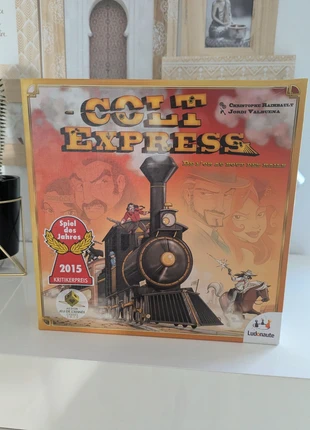 COLT
EXPRESS
CHRISTOPHE RAIMBAULT
JORDI VALBUENA
Spiel
des
Jahres
2015
KRITIKERPREIS
Ludonaute